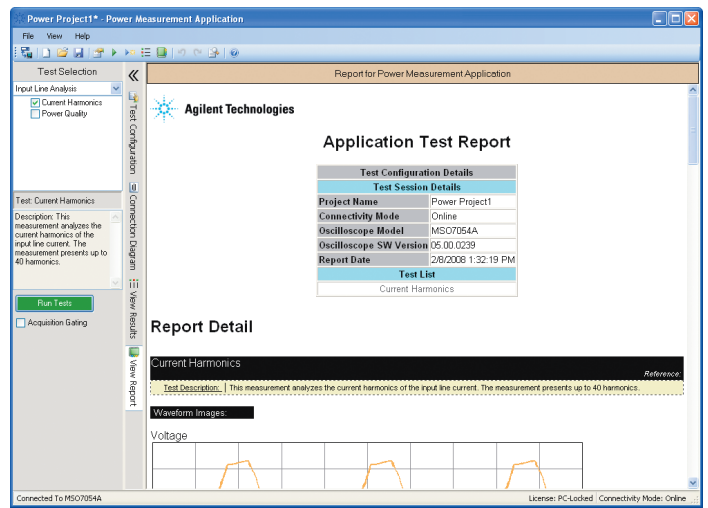 Power Project1* - Power Measurement Application
File View Help
Test Selection
Input Line Analysis
Current Harmonics
Power Quality
Test: Current Harmonics
Description: This
measurement analyzes the
current harmonics of the
input line current. The
measurement presents up to
40 harmonics.
Run Tests
Acquisition Gating
Test Configuration
Connection Diagram
View Results
View Report
Report for Power Measurement Application
Agilent Technologies
Application Test Report
Test Configuration Details
Test Session Details
Project Name Power Project1
Connectivity Mode Online
Oscilloscope Model MSO7054A
Oscilloscope SW Version 05.00.0239
Report Date 2/8/2008 1:32:19 PM
Test List
Current Harmonics
Report Detail
Current Harmonics
Reference:
Test Description: This measurement analyzes the current harmonics of the input line current. The measurement presents up to 40 harmonics.
Waveform Images:
Voltage
Connected To MSO7054A
License: PC-Locked Connectivity Mode: Online